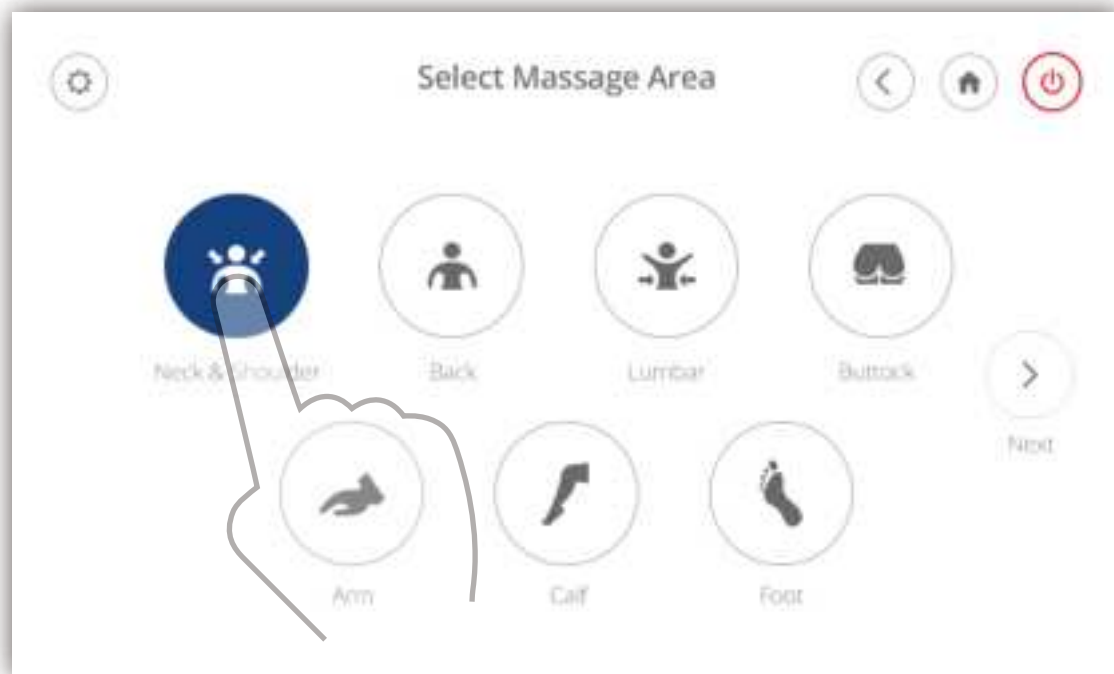 Select Massage Area
Neck & Shoulder
Back
Lumbar
Buttock
Next
Arm
Calf
Foot